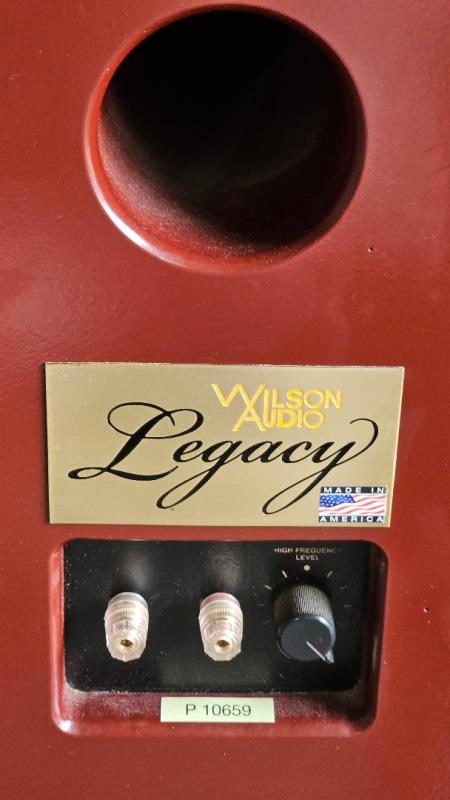 WILSON
AUDIO
Legacy
MADE IN
AMERICA
HIGH FREQUENCY
LEVEL
P 10659